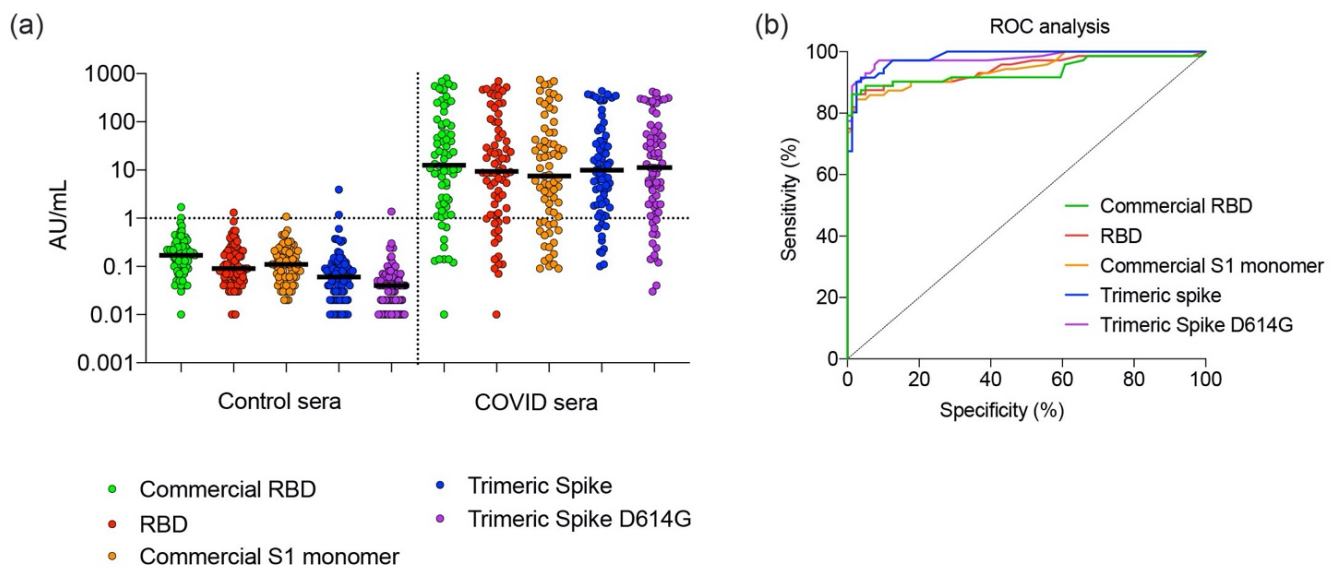 (a)
AU/mL
1000
100
10
1
0.1
0.01
0.001
Control sera
COVID sera
Commercial RBD
RBD
Commercial S1 monomer
Trimeric Spike
Trimeric Spike D614G
(b)
ROC analysis
Sensitivity (%)
100
80
60
40
20
0
0 20 40 60 80 100
Specificity (%)
Commercial RBD
RBD
Commercial S1 monomer
Trimeric spike
Trimeric Spike D614G